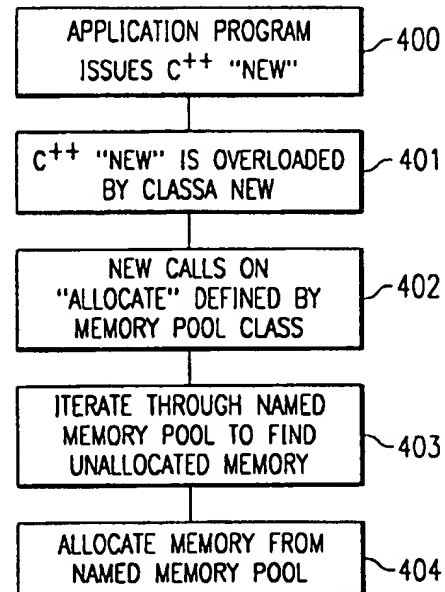 APPLICATION PROGRAM
ISSUES C++ "NEW"
400
C++ "NEW" IS OVERLOADED
BY CLASSA NEW
401
NEW CALLS ON
"ALLOCATE" DEFINED BY
MEMORY POOL CLASS
402
ITERATE THROUGH NAMED
MEMORY POOL TO FIND
UNALLOCATED MEMORY
403
ALLOCATE MEMORY FROM
NAMED MEMORY POOL
404